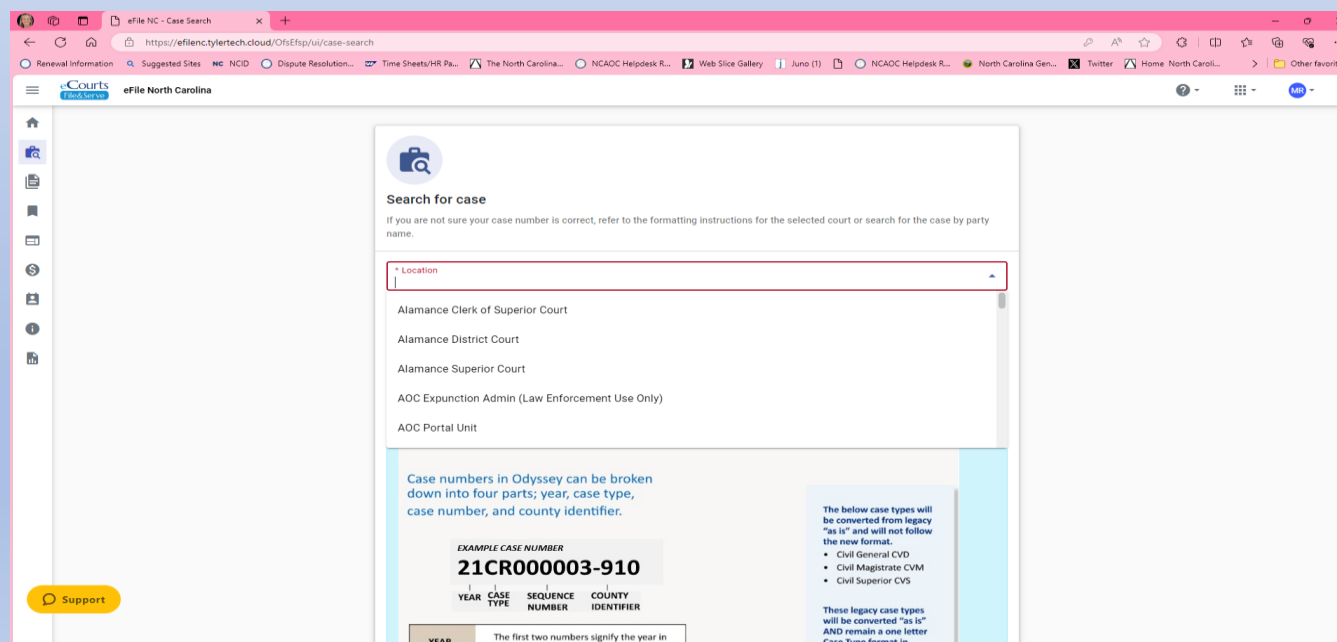 eFile NC - Case Search
https://efilenc.tylertech.cloud/OfsEfsp/ui/case-search
Renewal Information Suggested Sites NC NCID Dispute Resolution... Time Sheets/HR Pa... The North Carolina... NCAOC Helpdesk R... Web Slice Gallery Juno (1) NCAOC Helpdesk R... North Carolina Gen... X Twitter Home North Caroli... Other favorit
eCourts
File&Serve
eFile North Carolina
MR
Search for case
If you are not sure your case number is correct, refer to the formatting instructions for the selected court or search for the case by party
name.
* Location
Alamance Clerk of Superior Court
Alamance District Court
Alamance Superior Court
AOC Expunction Admin (Law Enforcement Use Only)
AOC Portal Unit
Case numbers in Odyssey can be broken
down into four parts; year, case type,
case number, and county identifier.
EXAMPLE CASE NUMBER
21CR000003-910
YEAR CASE TYPE SEQUENCE NUMBER COUNTY IDENTIFIER
YEAR The first two numbers signify the year in
The below case types will
be converted from legacy
"as is" and will not follow
the new format.
• Civil General CVD
• Civil Magistrate CVM
• Civil Superior CVS
These legacy case types
will be converted "as is"
AND remain a one letter
Case Type format in
Support